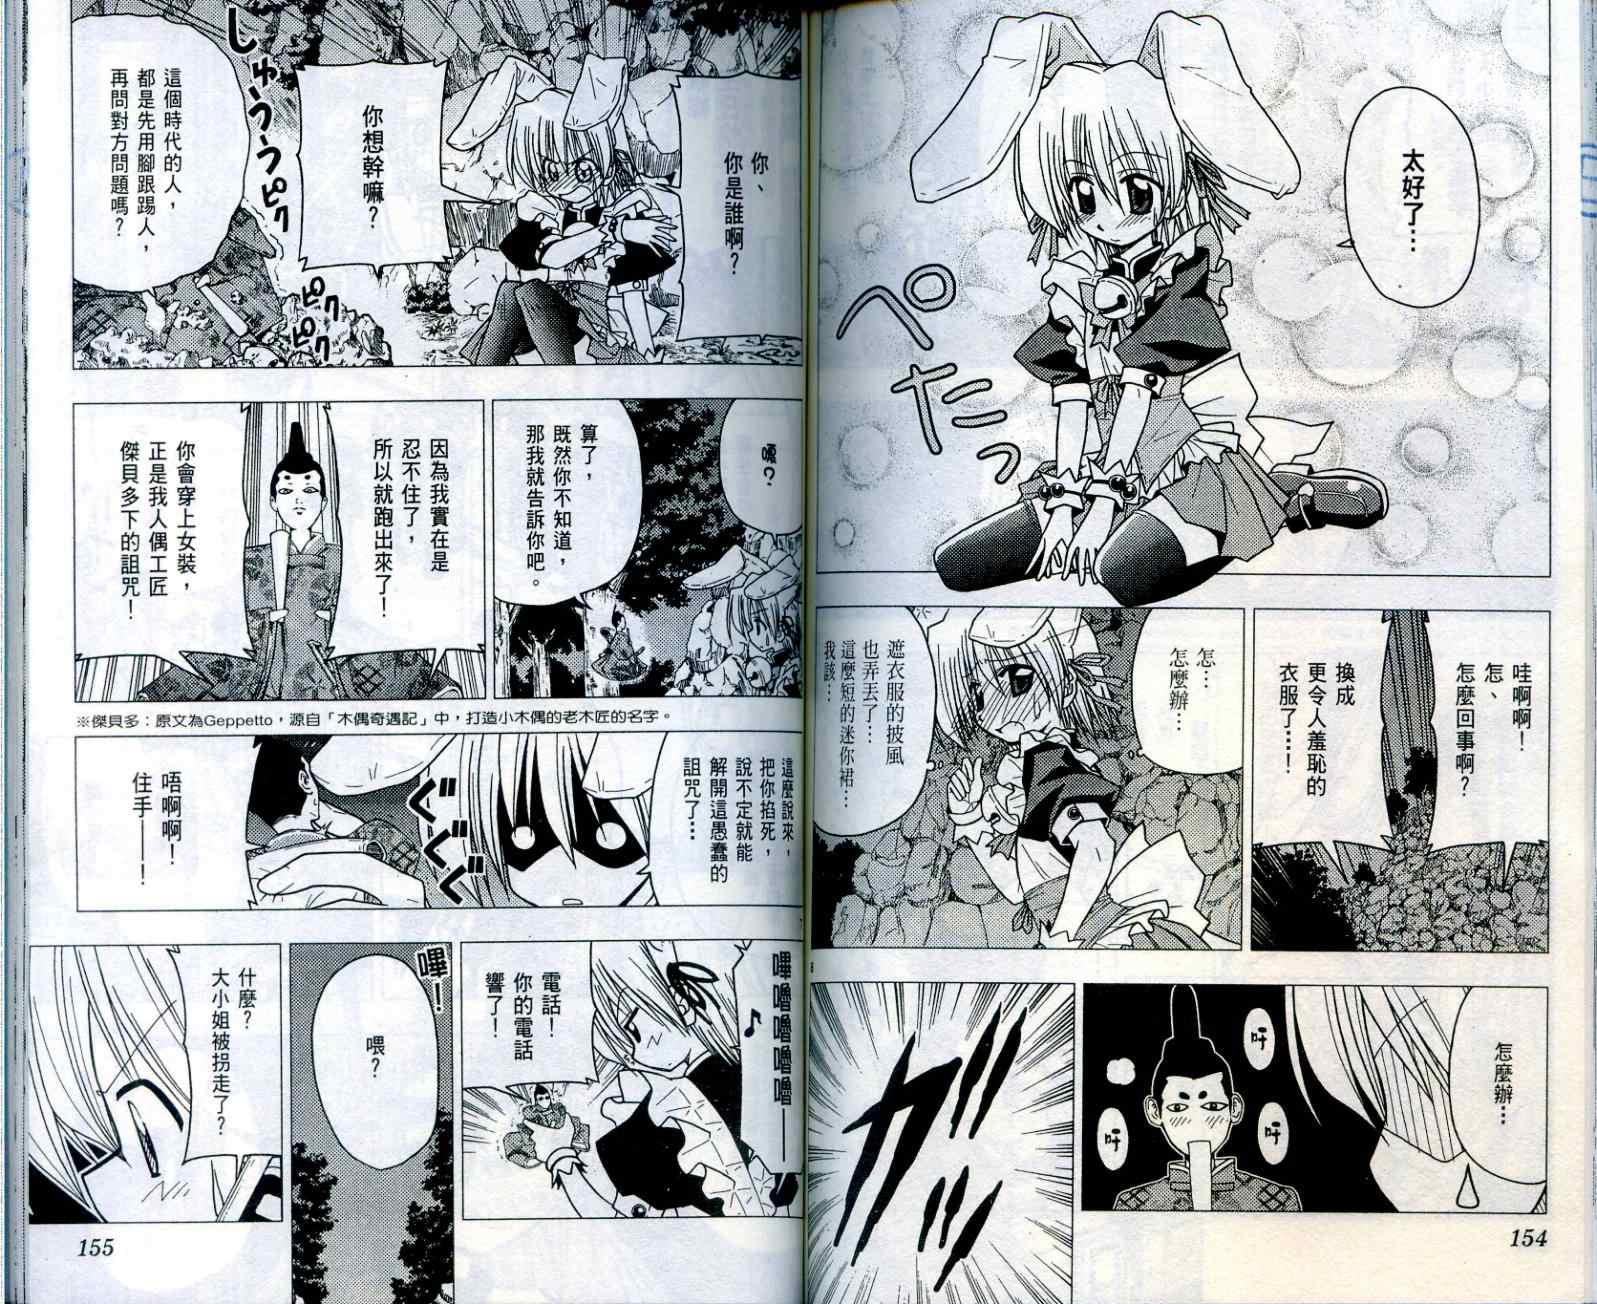 太好了…
ペたっ
哇啊啊！
怎、
怎麼回事啊？
換成
更令人羞恥的
衣服了…！
怎…
怎麼辦…
遮衣服的披風
也弄丟了…
這麼短的迷你裙…
我該…
怎麼辦…
吁
吁
吁
ガッ
154
你、
你是誰啊？
你想幹嘛？
しゅううう
ピク
ピク
ピク
這個時代的人，
都是先用腳跟踢人，
再問對方問題嗎？
嗄？
算了，
既然你不知道，
那我就告訴你吧。
因為我實在是
忍不住了，
所以就跑出來了！
你會穿上女裝，
正是我人偶工匠
傑貝多下的詛咒！
※傑貝多：原文為Geppetto，源自「木偶奇遇記」中，打造小木偶的老木匠的名字。
這麼說來，
把你掐死，
說不定就能
解開這愚蠢的
詛咒了…
ぐぐぐ
唔啊啊！
住手——！
嗶嚕嚕嚕嚕——♪
電話！
你的電話
響了！
嗶！
喂？
什麼？
大小姐被拐走了？
155